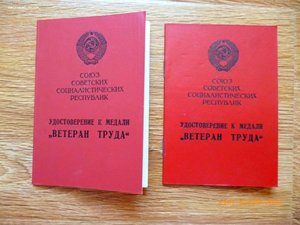 СОЮЗ
СОВЕТСКИХ
СОЦИАЛИСТИЧЕСКИХ
РЕСПУБЛИК
УДОСТОВЕРЕНИЕ К МЕДАЛИ
„ВЕТЕРАН ТРУДА“
СОЮЗ
СОВЕТСКИХ
СОЦИАЛИСТИЧЕСКИХ
РЕСПУБЛИК
УДОСТОВЕРЕНИЕ К МЕДАЛИ
„ВЕТЕРАН ТРУДА“